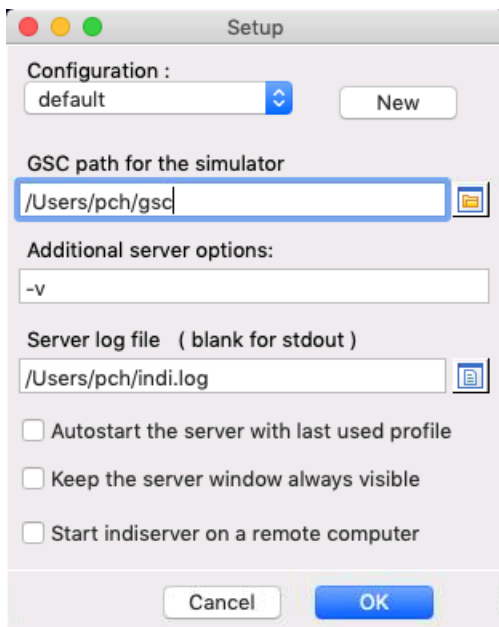 Setup
Configuration :
default
New
GSC path for the simulator
/Users/pch/gsc
Additional server options:
-v
Server log file   ( blank for stdout )
/Users/pch/indi.log
Autostart the server with last used profile
Keep the server window always visible
Start indiserver on a remote computer
Cancel
OK